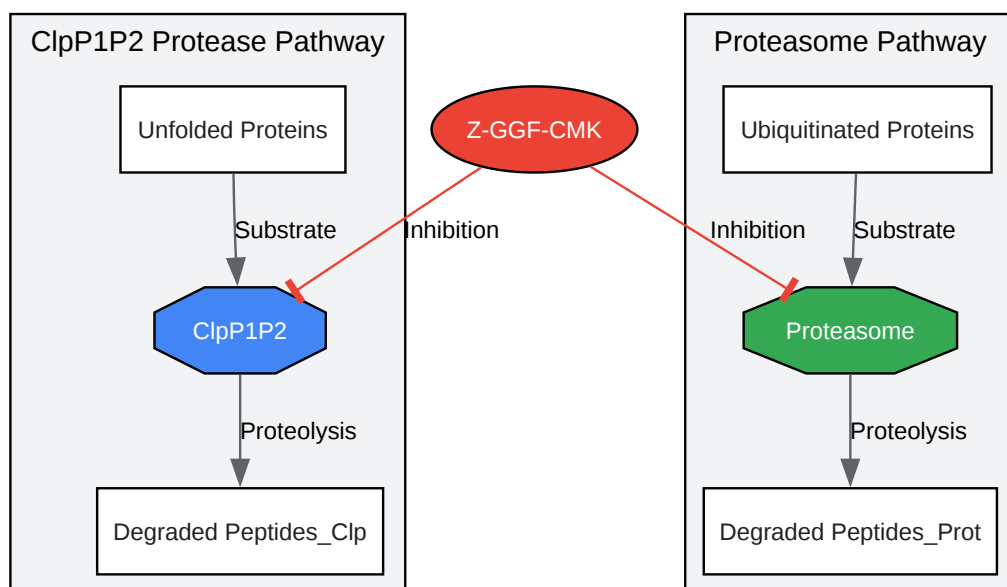 ClpP1P2 Protease Pathway
Unfolded Proteins
Substrate
ClpP1P2
Proteolysis
Degraded Peptides_Clp
Z-GGF-CMK
Inhibition
Inhibition
Proteasome Pathway
Ubiquitinated Proteins
Substrate
Proteasome
Proteolysis
Degraded Peptides_Prot